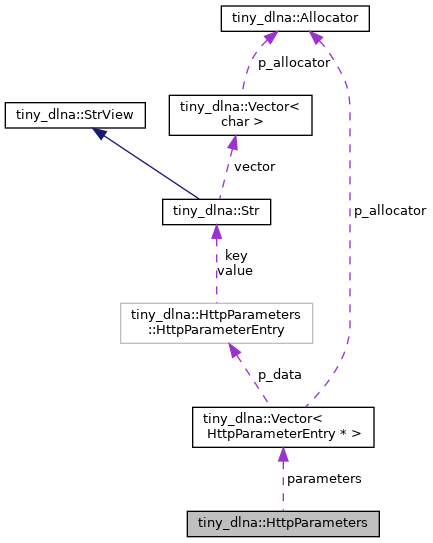 tiny_dlna::Allocator
p_allocator
tiny_dlna::Vector<
char >
tiny_dlna::StrView
vector
tiny_dlna::Str
p_allocator
key
value
tiny_dlna::HttpParameters
::HttpParameterEntry
p_data
tiny_dlna::Vector<
HttpParameterEntry * >
parameters
tiny_dlna::HttpParameters